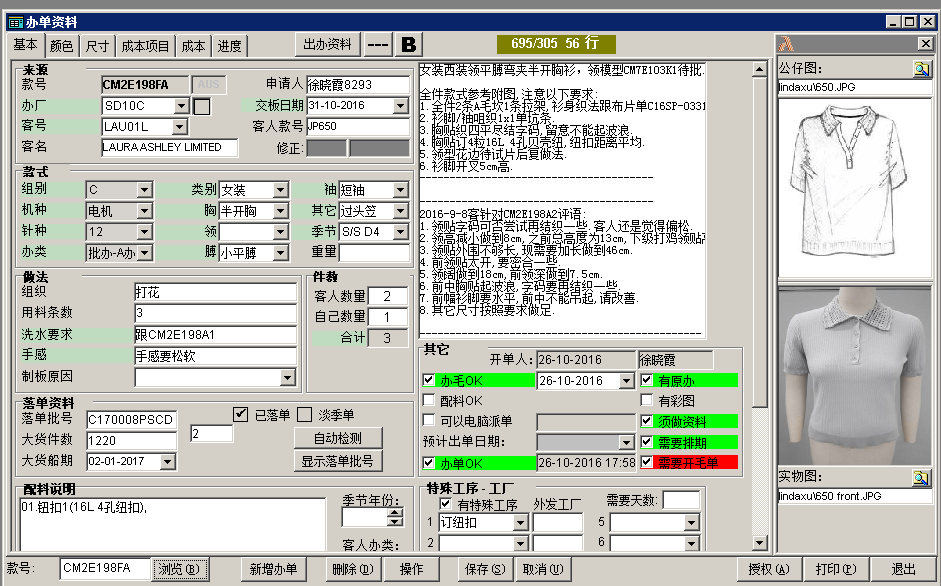 办单资料
基本 颜色 尺寸 成本项目 成本 进度 出办资料 --- B 695/305 56 行
来源
款号 CM2E198FA AUS 申请人 徐晓霞8293
办厂 SD10C 交板日期 31-10-2016
客号 LAU01L 客人款号 JP650
客名 LAURA ASHLEY LIMITED 修正:
款式
组别 C 类别 女装 袖 短袖
机种 电机 胸 半开胸 其它 过头笠
针种 12 领 季节 S/S D4
办类 批办-A办 膊 小平膊 重量
做法
组织 打花
用料条数 3
洗水要求 跟CM2E198A1
手感 手感要松软
制板原因
件数
客人数量 2
自己数量 1
合计 3
落单资料
落单批号 C170008PSCD 已落单 淡季单
大货件数 1220 2 自动检测
大货船期 02-01-2017 显示落单批号
配料说明
01.钮扣1(16L 4孔钮扣),
季节年份:
客人办类:
女装西装领平膊弯夹半开胸衫, 领模型CM7E103K1待批.
全件款式参考附图, 注意以下要求:
1. 全件2条A毛坎1条拉架, 衫身织法跟布片单C16SP-0331
2. 衫脚/袖咀织1x1单坑条.
3. 胸贴织四平尽结字码, 留意不能起波浪.
4. 胸贴订4粒16L 4孔贝壳纽, 纽扣距离平均.
5. 领型花边待试片后复做法.
6. 衫脚开叉5cm高.
------------------------------------
------------------------------------
2016-9-8客针对CM2E198A2评语:
1. 领贴字码可否尝试再结织一些. 客人还是觉得偏松.
2. 领高减小做到8cm, 之前总高度为13cm, 下级打鸡领贴
3. 领贴外围不够长, 现需要加长做到46cm.
4. 前领贴太开, 要密合一些
5. 领阔做到18cm, 前领深做到7.5cm.
6. 前中胸贴起波浪, 字码要再结织一些.
7. 前幅衫脚要水平, 前中不能吊起, 请改善.
8. 其它尺寸按照要求做足.
------------------------------------
其它 开单人: 26-10-2016 徐晓霞
办毛OK 26-10-2016 有原办
配料OK 有彩图
可以电脑派单 须做资料
预计出单日期: 需要排期
办单OK 26-10-2016 17:58 需要开毛单
特殊工序 - 工厂
有特殊工序 外发工厂 需要天数:
1 订纽扣 5
2 6
公仔图:
lindaxu\650.JPG
实物图:
lindaxu\650 front.JPG
款号: CM2E198FA 浏览(B) 新增办单 删除(D) 操作 保存(S) 取消(U) 授权(A) 打印(P) 退出